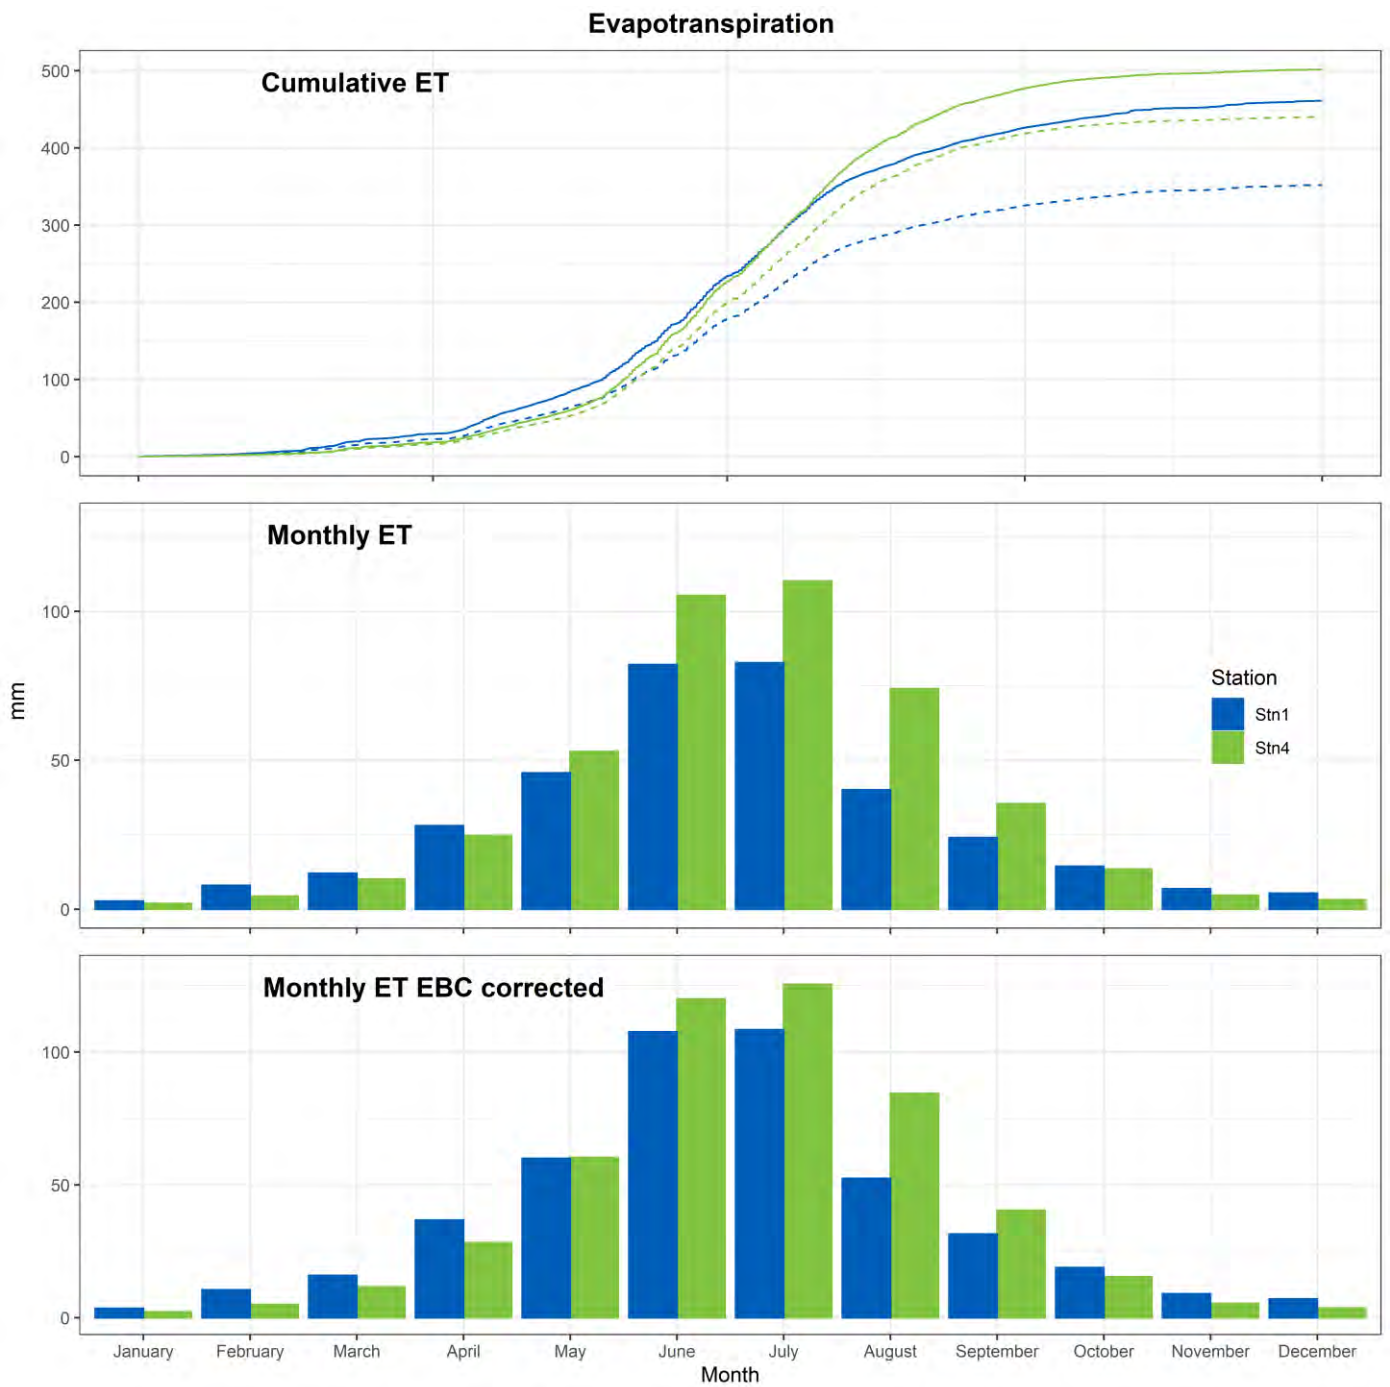 Evapotranspiration
Cumulative ET
500
400
300
200
100
0
Monthly ET
100
50
0
mm
Station
Stn1
Stn4
Monthly ET EBC corrected
100
50
0
January February March April May June July August September October November December
Month